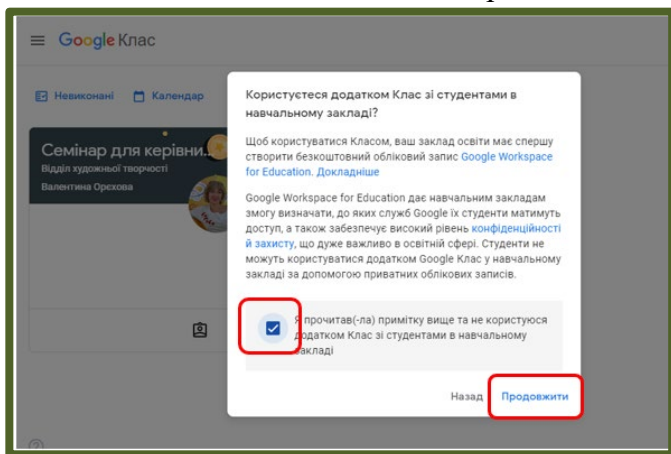 Google Клас
Невиконані Календар
Семінар для керівни...
Відділ художньої творчості
Валентина Орєхова
Користуєтеся додатком Клас зі студентами в
навчальному закладі?
Щоб користуватися Класом, ваш заклад освіти має спершу
створити безкоштовний обліковий запис Google Workspace
for Education. Докладніше
Google Workspace for Education дає навчальним закладам
змогу визначати, до яких служб Google їх студенти матимуть
доступ, а також забезпечує високий рівень конфіденційності
й захисту, що дуже важливо в освітній сфері. Студенти не
можуть користуватися додатком Google Клас у навчальному
закладі за допомогою приватних облікових записів.
Я прочитав(-ла) примітку вище та не користуюся
додатком Клас зі студентами в навчальному
закладі
Назад Продовжити